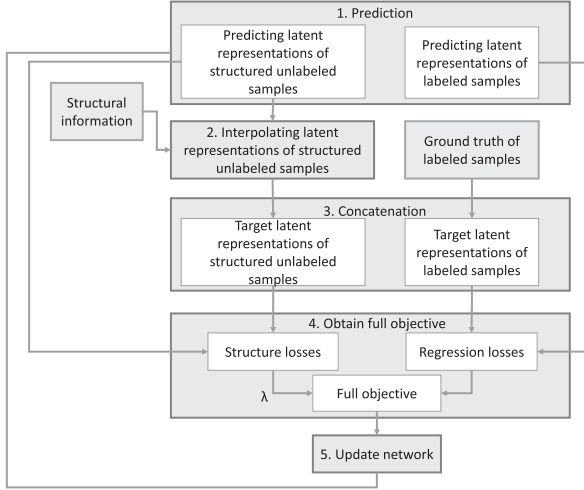 1. Prediction
Predicting latent
representations of
structured unlabeled
samples
Predicting latent
representations of
labeled samples
Structural
information
2. Interpolating latent
representations of structured
unlabeled samples
Ground truth of
labeled samples
3. Concatenation
Target latent
representations of
structured unlabeled
samples
Target latent
representations of
labeled samples
4. Obtain full objective
Structure losses
Regression losses
λ
Full objective
5. Update network